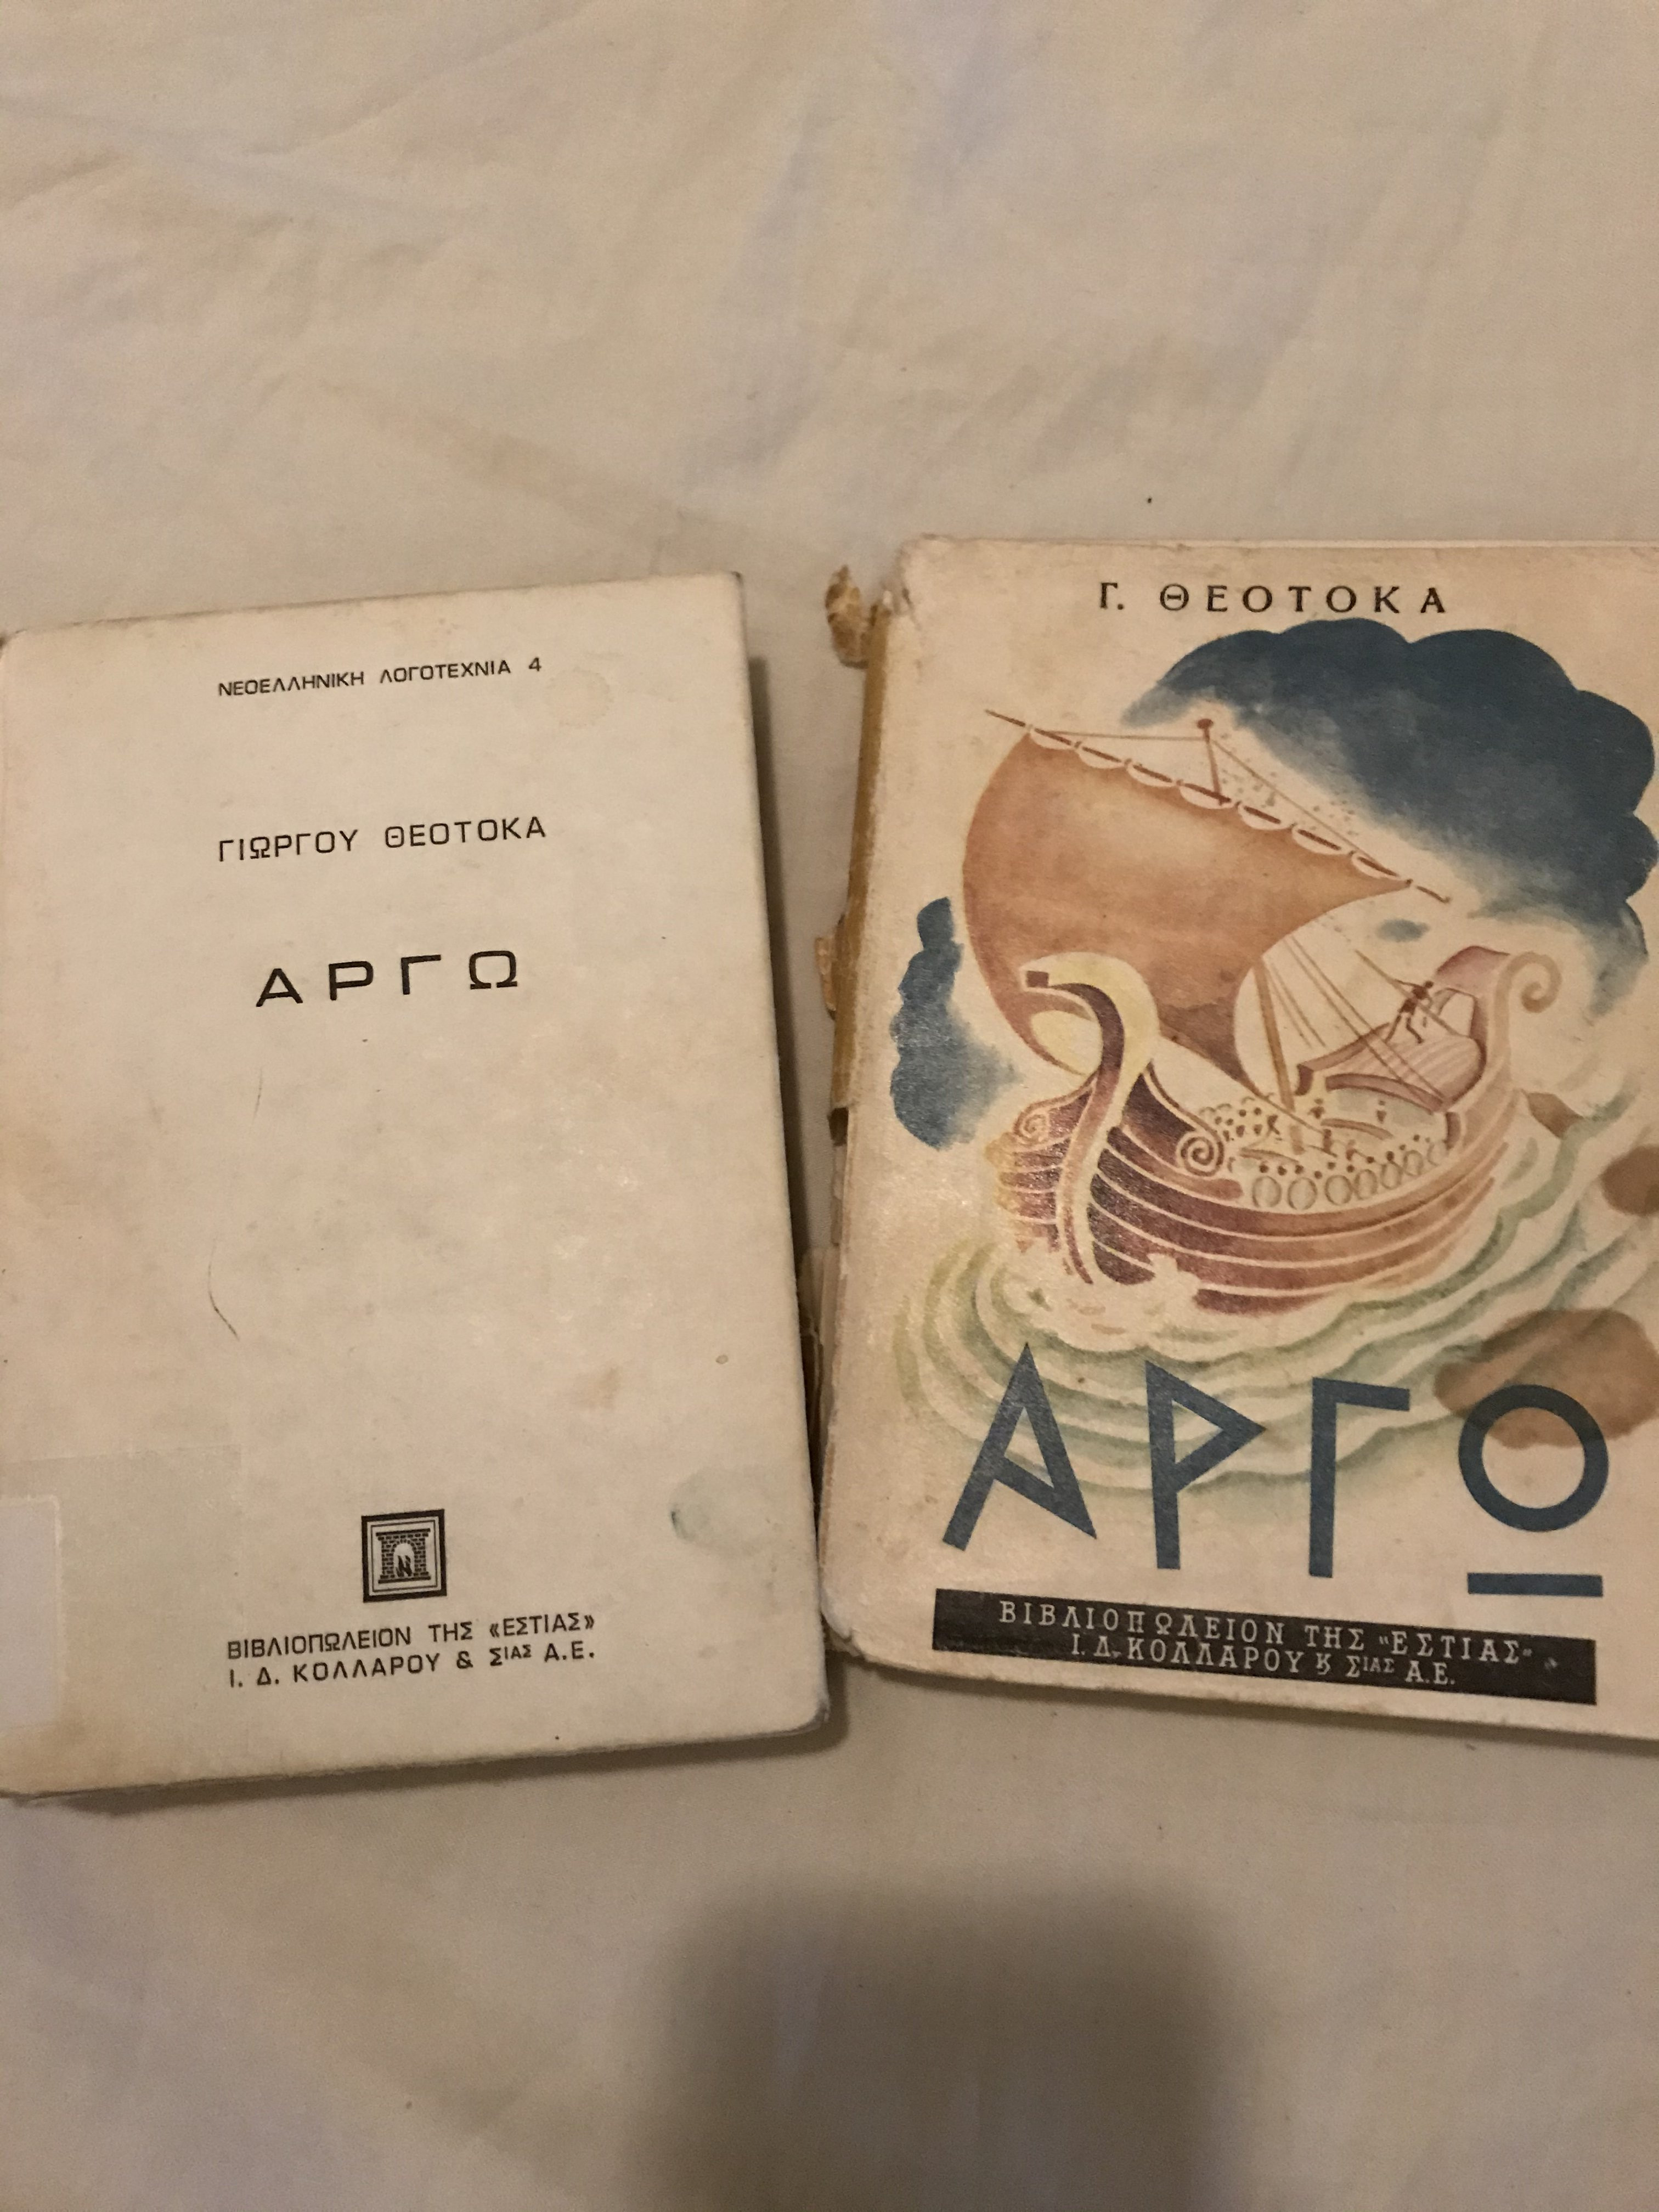 ΝΕΟΕΛΛΗΝΙΚΗ ΛΟΓΟΤΕΧΝΙΑ 4
ΓΙΩΡΓΟΥ ΘΕΟΤΟΚΑ
ΑΡΓΩ
ΒΙΒΛΙΟΠΩΛΕΙΟΝ ΤΗΣ «ΕΣΤΙΑΣ»
Ι. Δ. ΚΟΛΛΑΡΟΥ & ΣΙΑΣ Α.Ε.
Γ. ΘΕΟΤΟΚΑ
ΑΡΓΩ
ΒΙΒΛΙΟΠΩΛΕΙΟΝ ΤΗΣ "ΕΣΤΙΑΣ"
Ι. Δ. ΚΟΛΛΑΡΟΥ ϗ ΣΙΑΣ Α.Ε.